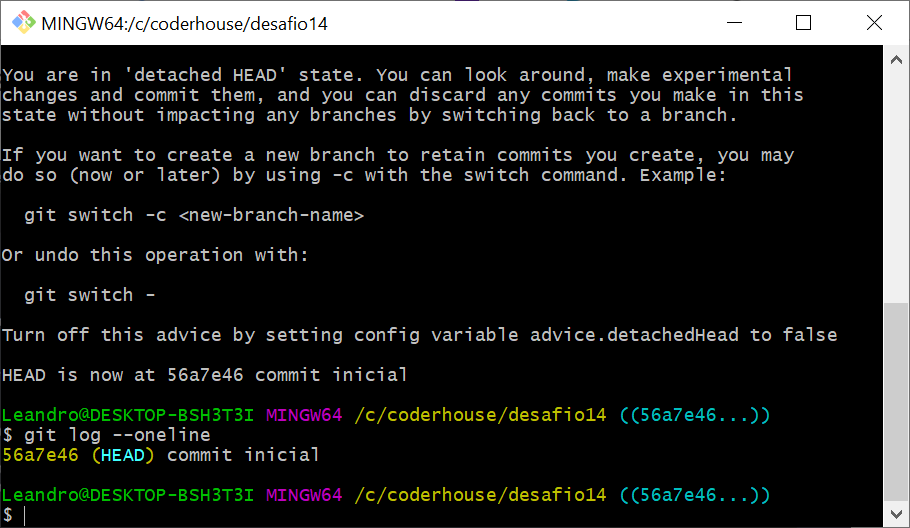 MINGW64:/c/coderhouse/desafio14
You are in 'detached HEAD' state. You can look around, make experimental
changes and commit them, and you can discard any commits you make in this
state without impacting any branches by switching back to a branch.
If you want to create a new branch to retain commits you create, you may
do so (now or later) by using -c with the switch command. Example:
git switch -c <new-branch-name>
Or undo this operation with:
git switch -
Turn off this advice by setting config variable advice.detachedHead to false
HEAD is now at 56a7e46 commit inicial
Leandro@DESKTOP-BSH3T3I MINGW64 /c/coderhouse/desafio14 ((56a7e46...))
$ git log --oneline
56a7e46 (HEAD) commit inicial
Leandro@DESKTOP-BSH3T3I MINGW64 /c/coderhouse/desafio14 ((56a7e46...))
$